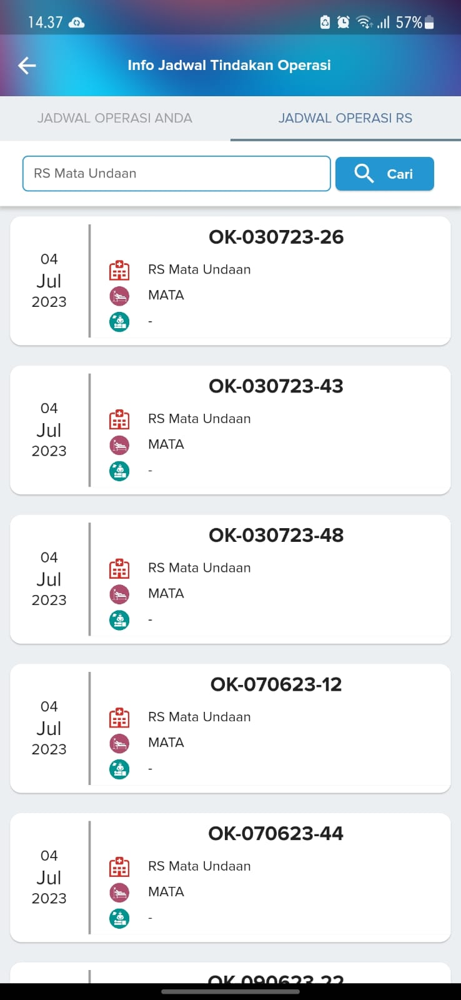 14.37
57%
Info Jadwal Tindakan Operasi
JADWAL OPERASI ANDA
JADWAL OPERASI RS
RS Mata Undaan
Cari
04
Jul
2023
OK-030723-26
RS Mata Undaan
MATA
-
04
Jul
2023
OK-030723-43
RS Mata Undaan
MATA
-
04
Jul
2023
OK-030723-48
RS Mata Undaan
MATA
-
04
Jul
2023
OK-070623-12
RS Mata Undaan
MATA
-
04
Jul
2023
OK-070623-44
RS Mata Undaan
MATA
-
OK-090623-22